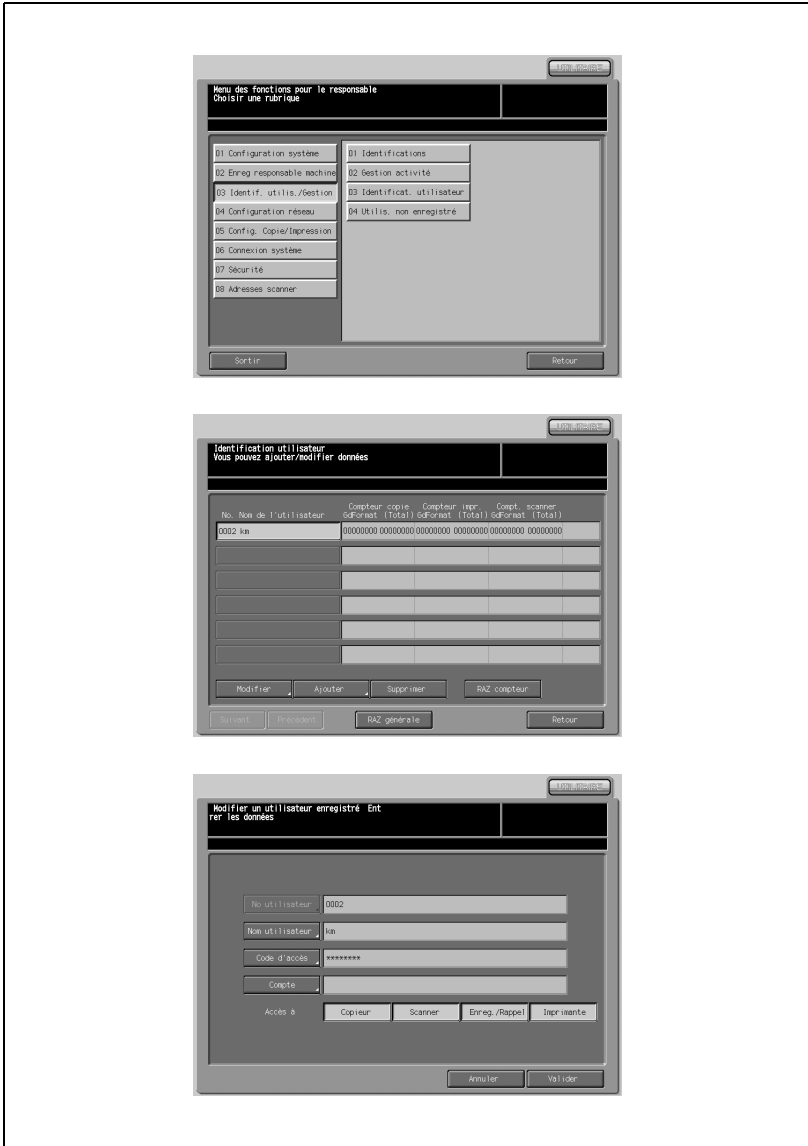 UTILITAIRE
Menu des fonctions pour le responsable
Choisir une rubrique
01 Configuration système
01 Identifications
02 Enreg responsable machine
02 Gestion activité
03 Identif. utilis./Gestion
03 Identificat. utilisateur
04 Configuration réseau
04 Utilis. non enregistré
05 Config. Copie/Impression
06 Connexion système
07 Sécurité
08 Adresses scanner
Sortir
Retour
UTILITAIRE
Identification utilisateur
Vous pouvez ajouter/modifier données
Compteur copie Compteur impr. Compt. scanner
No. Nom de l'utilisateur GdFormat (Total) GdFormat (Total) GdFormat (Total)
0002 km 00000000 00000000 00000000 00000000 00000000 00000000
Modifier Ajouter Supprimer RAZ compteur
Suivant Précédent RAZ générale Retour
UTILITAIRE
Modifier un utilisateur enregistré Ent
rer les données
No utilisateur 0002
Nom utilisateur km
Code d'accès ********
Compte
Accès à Copieur Scanner Enreg./Rappel Imprimante
Annuler Valider